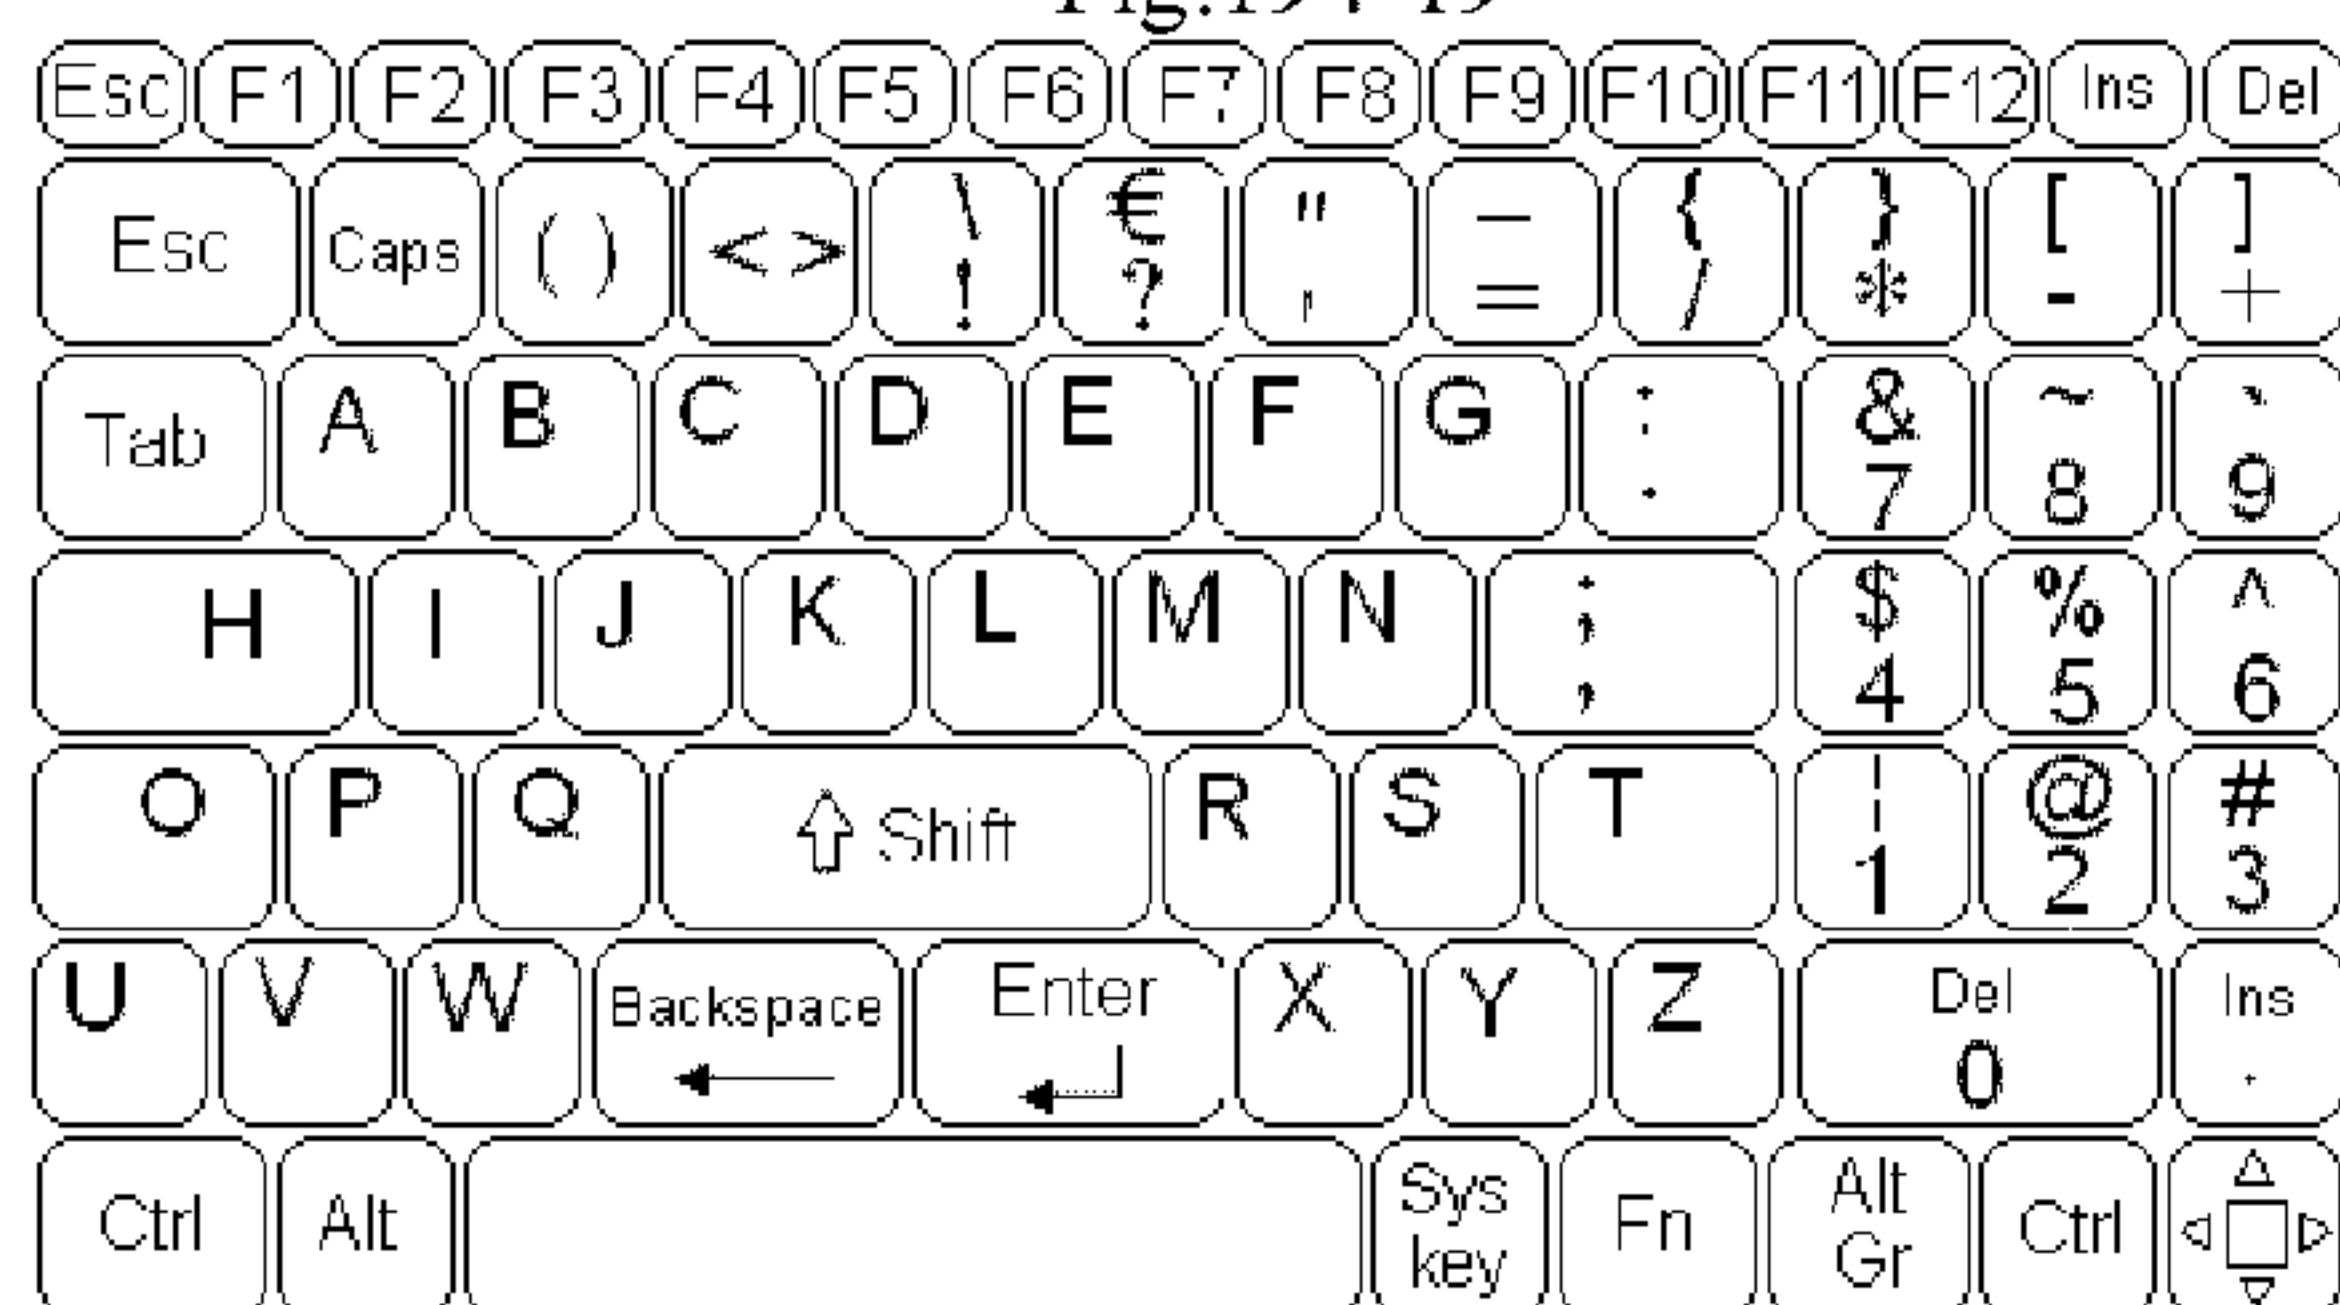 Esc F1 F2 F3 F4 F5 F6 F7 F8 F9 F10 F11 F12 Ins Del
\ € " _ { } [ ]
Esc Caps ( ) < > ! ? ' = / * - +
A B C D E F G : & ~ `
Tab . 7 8 9
H I J K L M N ; $ % ^
, 4 5 6
O P Q Shift R S T | @ #
1 2 3
U V W Backspace Enter X Y Z Del Ins
0 .
Ctrl Alt Sys key Fn Alt Gr Ctrl